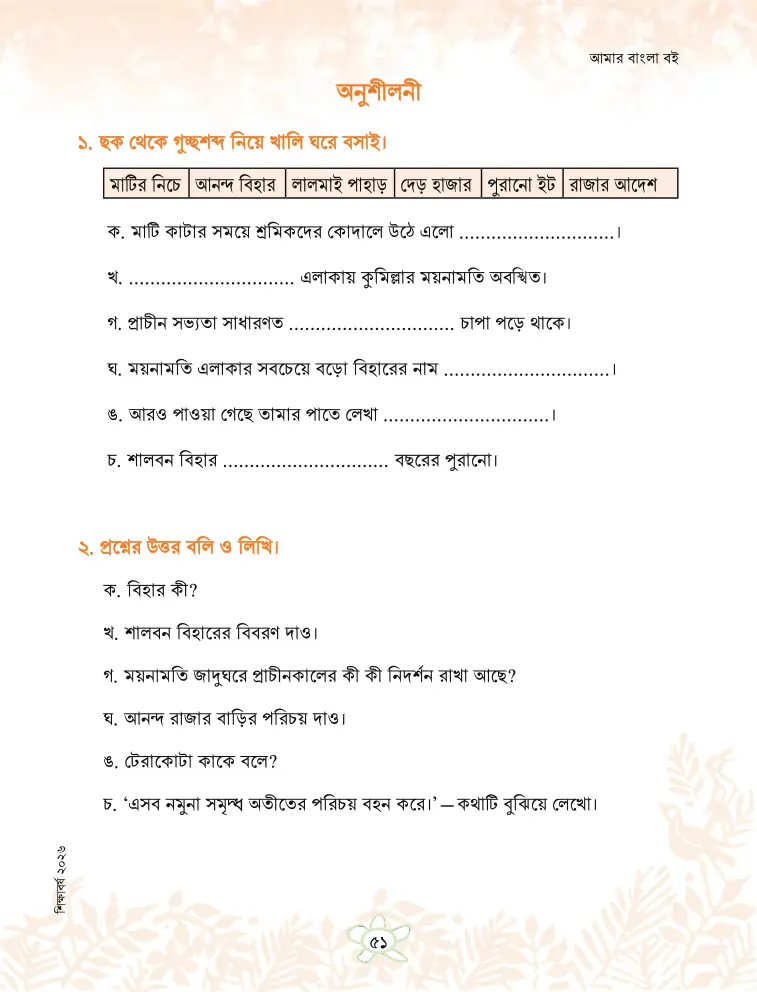 আমার বাংলা বই
অনুশীলনী
১. ছক থেকে গুচ্ছশব্দ নিয়ে খালি ঘরে বসাই।
মাটির নিচে আনন্দ বিহার লালমাই পাহাড় দেড় হাজার পুরানো ইট রাজার আদেশ
ক. মাটি কাটার সময়ে শ্রমিকদের কোদালে উঠে এলো .............................।
খ. ............................... এলাকায় কুমিল্লার ময়নামতি অবস্থিত।
গ. প্রাচীন সভ্যতা সাধারণত ............................... চাপা পড়ে থাকে।
ঘ. ময়নামতি এলাকার সবচেয়ে বড়ো বিহারের নাম ...............................।
ঙ. আরও পাওয়া গেছে তামার পাতে লেখা ...............................।
চ. শালবন বিহার ............................... বছরের পুরানো।
২. প্রশ্নের উত্তর বলি ও লিখি।
ক. বিহার কী?
খ. শালবন বিহারের বিবরণ দাও।
গ. ময়নামতি জাদুঘরে প্রাচীনকালের কী কী নিদর্শন রাখা আছে?
ঘ. আনন্দ রাজার বাড়ির পরিচয় দাও।
ঙ. টেরাকোটা কাকে বলে?
চ. ‘এসব নমুনা সমৃদ্ধ অতীতের পরিচয় বহন করে।’ — কথাটি বুঝিয়ে লেখো।
শিক্ষাবর্ষ ২০২৬
৫১